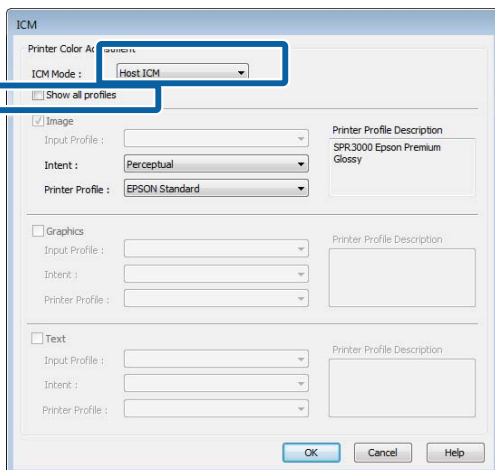 ICM
Printer Color Adjustment
ICM Mode : Host ICM
Show all profiles
Image
Input Profile :
Printer Profile Description
Intent : Perceptual
SPR3000 Epson Premium
Glossy
Printer Profile : EPSON Standard
Graphics
Input Profile :
Printer Profile Description
Intent :
Printer Profile :
Text
Input Profile :
Printer Profile Description
Intent :
Printer Profile :
OK Cancel Help